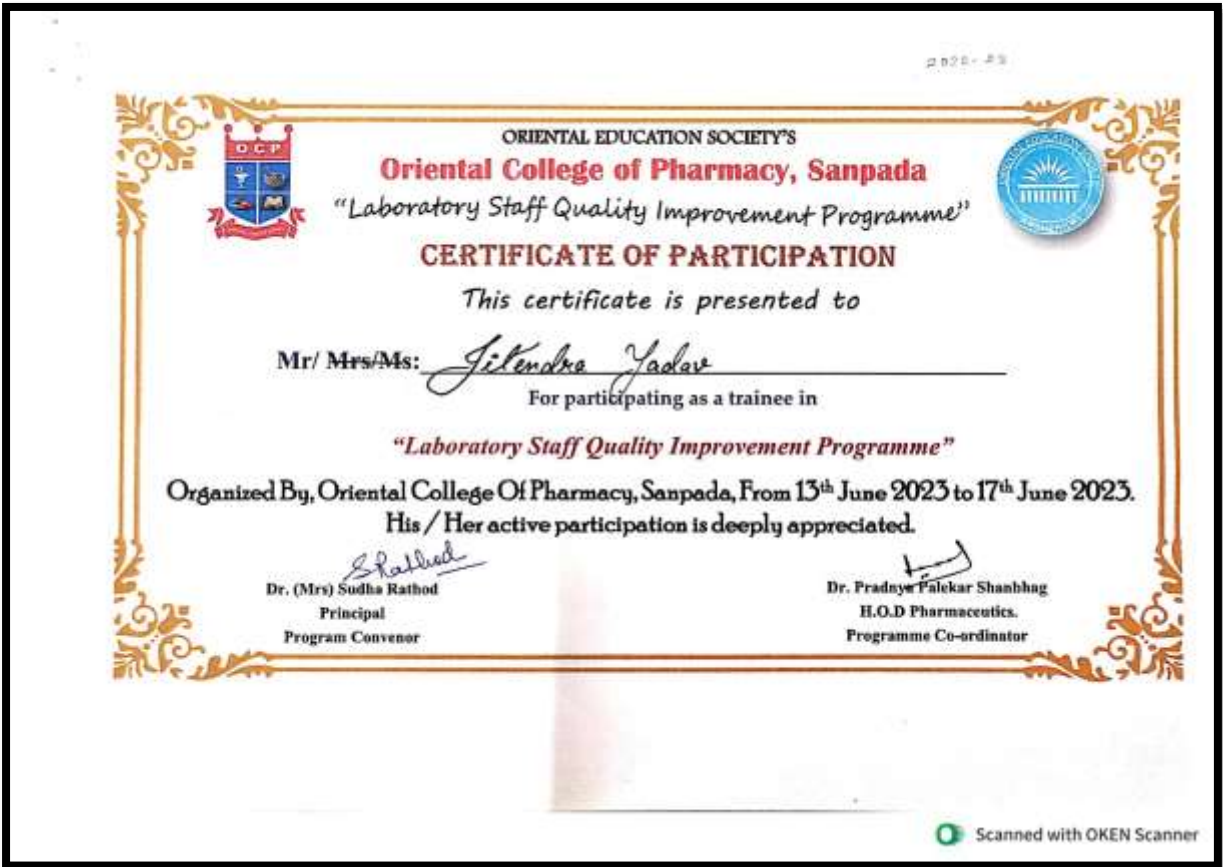 ORIENTAL EDUCATION SOCIETY'S
OCP
Oriental College of Pharmacy, Sanpada
"Laboratory Staff Quality Improvement Programme"
CERTIFICATE OF PARTICIPATION
This certificate is presented to
Mr/ Mrs/Ms: Jitendra Yadav
For participating as a trainee in
"Laboratory Staff Quality Improvement Programme"
Organized By, Oriental College Of Pharmacy, Sanpada, From 13th June 2023 to 17th June 2023.
His / Her active participation is deeply appreciated.
SRathod
Dr. (Mrs) Sudha Rathod
Principal
Program Convenor
Dr. Pradnya Palekar Shanbhag
H.O.D Pharmaceutics.
Programme Co-ordinator
Scanned with OKEN Scanner